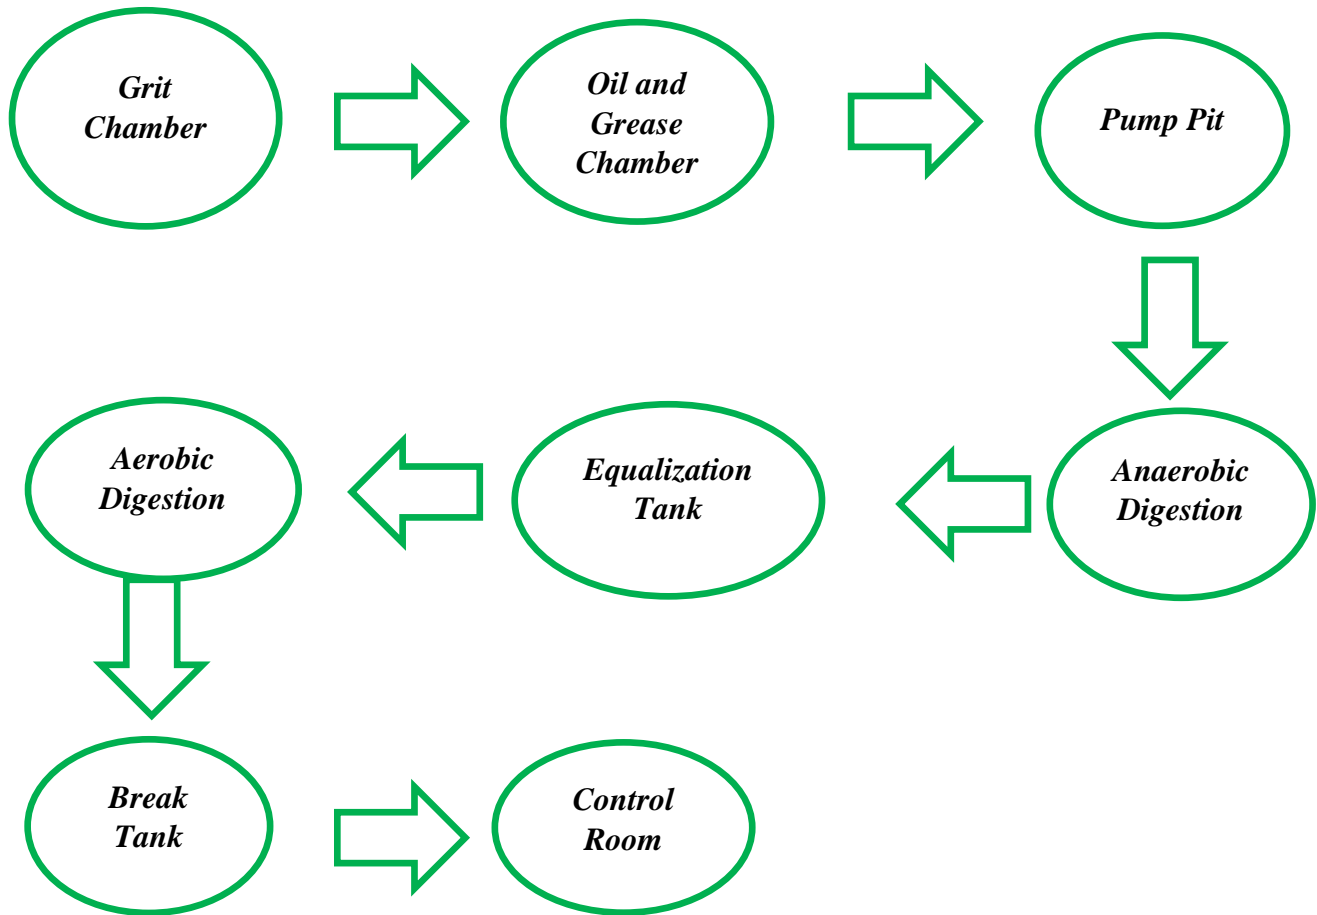 Grit
Chamber
Oil and
Grease
Chamber
Pump Pit
Anaerobic
Digestion
Equalization
Tank
Aerobic
Digestion
Break
Tank
Control
Room